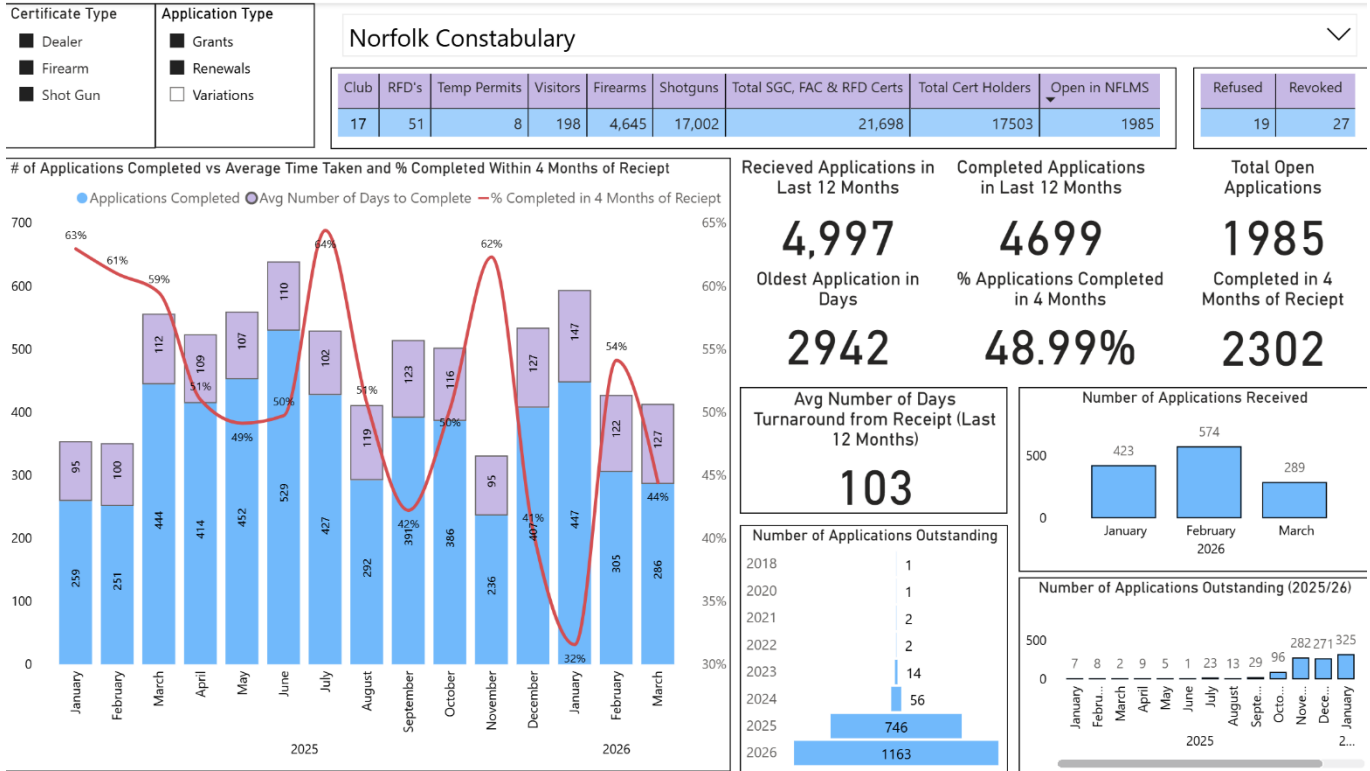 Certificate Type
Dealer
Firearm
Shot Gun
Application Type
Grants
Renewals
Variations
Norfolk Constabulary
Club RFD's Temp Permits Visitors Firearms Shotguns Total SGC, FAC & RFD Certs Total Cert Holders Open in NFLMS
17 51 8 198 4,645 17,002 21,698 17503 1985
Refused Revoked
19 27
# of Applications Completed vs Average Time Taken and % Completed Within 4 Months of Reciept
Applications Completed Avg Number of Days to Complete % Completed in 4 Months of Reciept
700
600
500
400
300
200
100
0
65%
60%
55%
50%
45%
40%
35%
30%
63% 61% 59% 51% 49% 50% 64% 51% 42% 50% 62% 41% 32% 54% 44%
95 100 112 109 107 110 102 119 123 116 95 127 147 122 127
259 251 444 414 452 529 427 292 391 386 236 407 447 305 286
January February March April May June July August September October November December January February March
2025 2026
Recieved Applications in
Last 12 Months
4,997
Completed Applications
in Last 12 Months
4699
Total Open
Applications
1985
Oldest Application in
Days
2942
% Applications Completed
in 4 Months
48.99%
Completed in 4
Months of Reciept
2302
Avg Number of Days
Turnaround from Receipt (Last
12 Months)
103
Number of Applications Received
500
0
423 574 289
January February March
2026
Number of Applications Outstanding
2018 1
2020 1
2021 2
2022 2
2023 14
2024 56
2025 746
2026 1163
Number of Applications Outstanding (2025/26)
500
0
7 8 2 9 5 1 23 13 29 96 282 271 325
January Febru... March April May June July August Septe... Octo... Nove... Dece... January
2025 2...